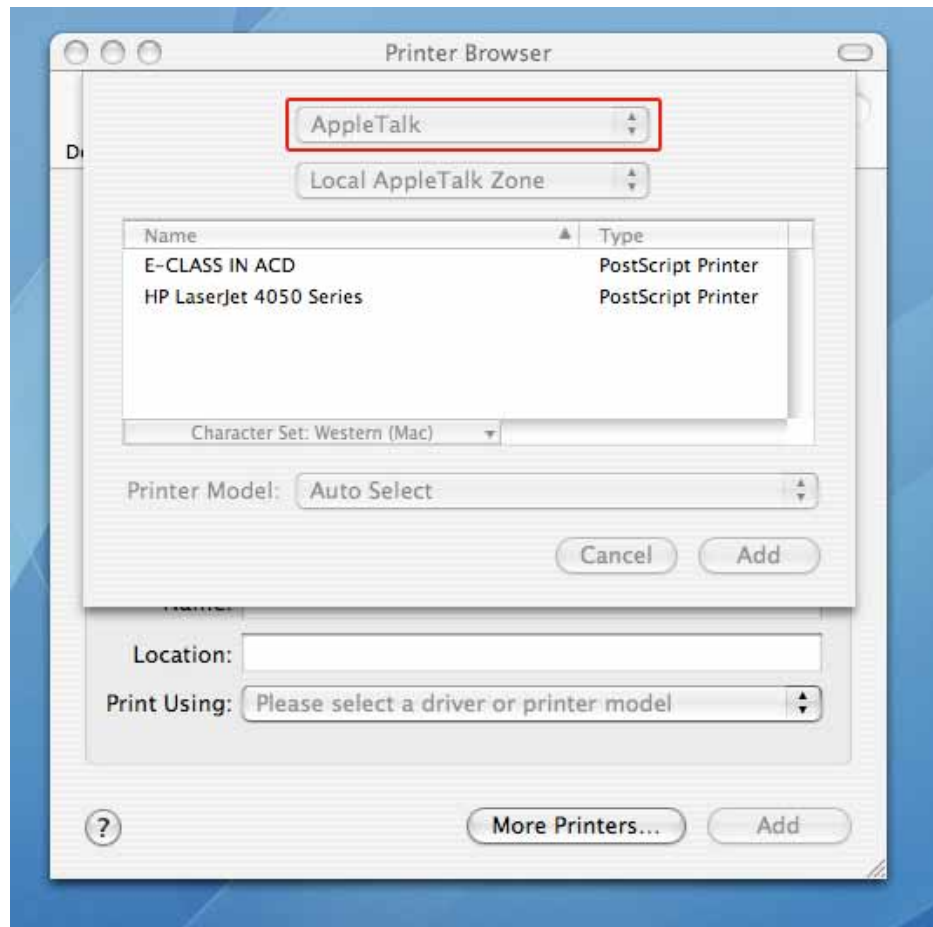 Printer Browser
AppleTalk
Local AppleTalk Zone
Name Type
E-CLASS IN ACD PostScript Printer
HP LaserJet 4050 Series PostScript Printer
Character Set: Western (Mac)
Printer Model: Auto Select
Cancel Add
Name:
Location:
Print Using: Please select a driver or printer model
? More Printers... Add